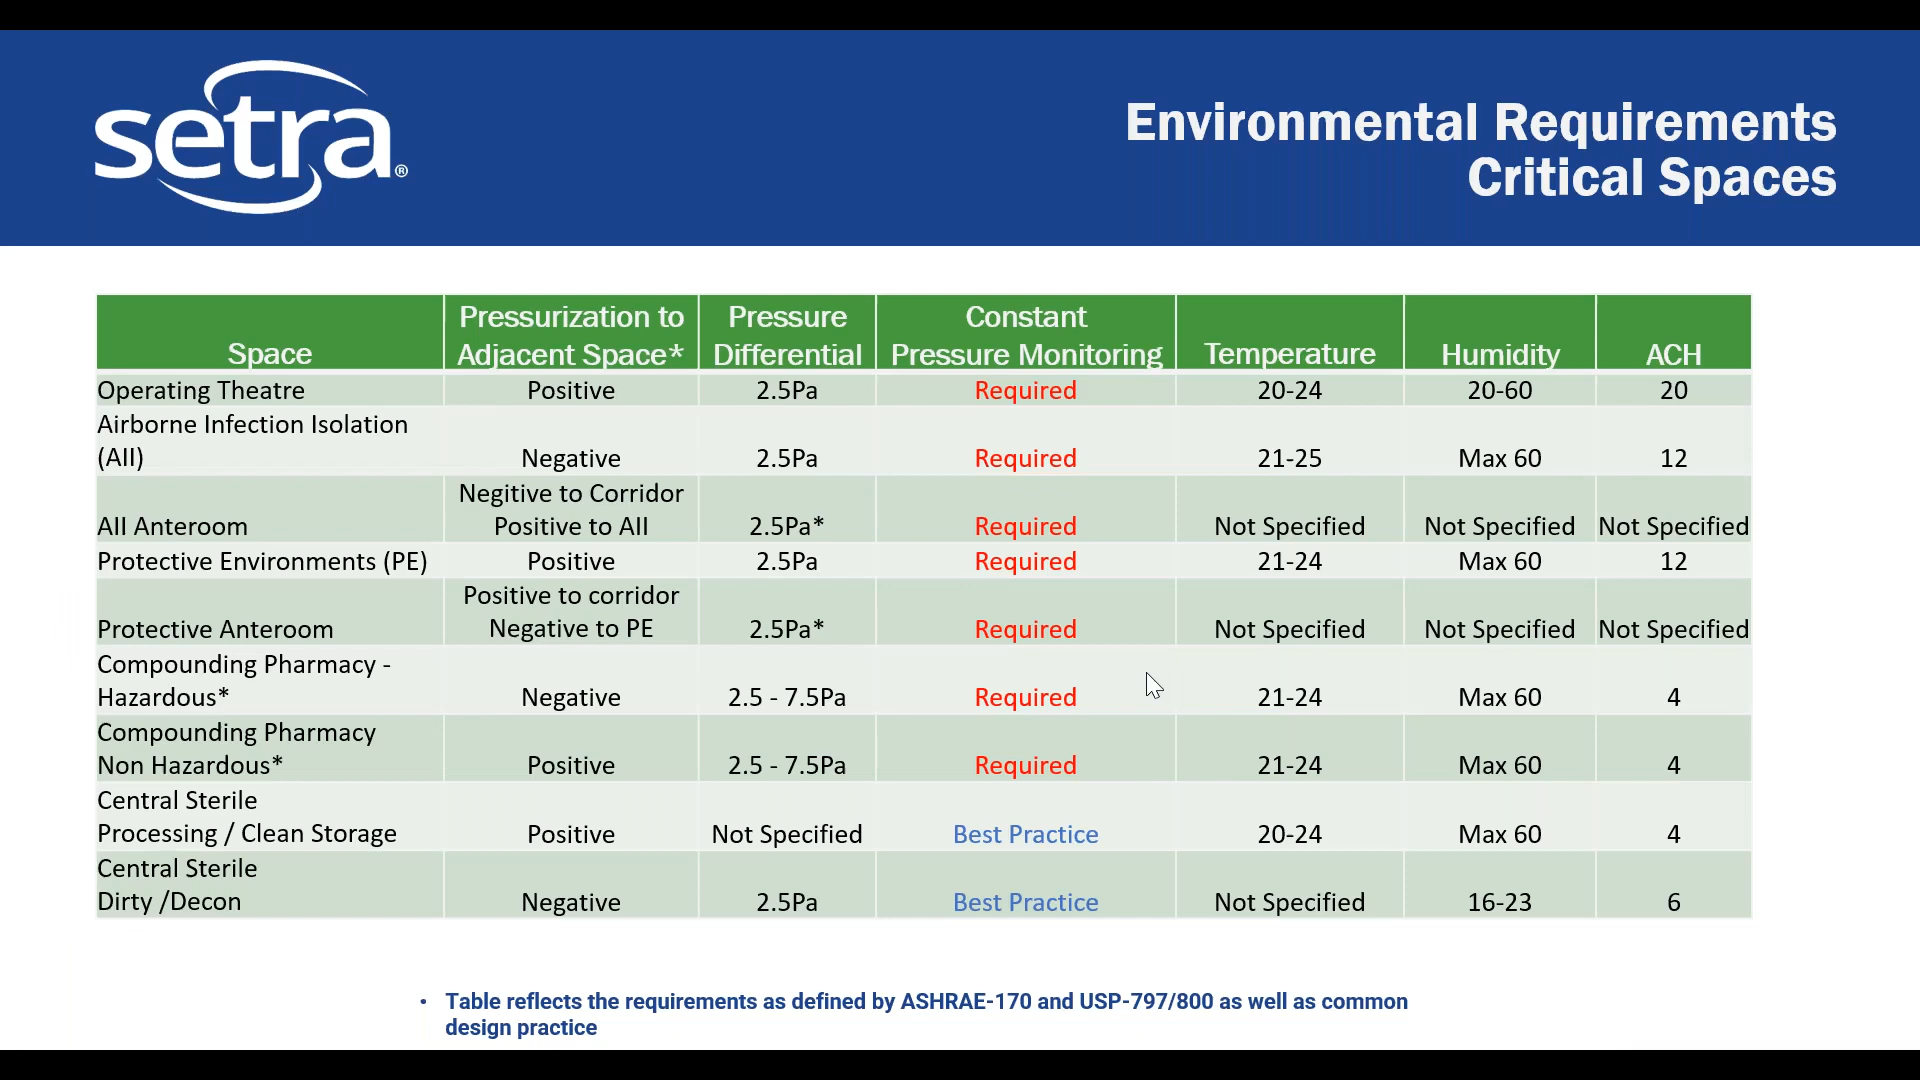 setra®
Environmental Requirements
Critical Spaces
Space
Pressurization to
Adjacent Space*
Pressure
Differential
Constant
Pressure Monitoring
Temperature
Humidity
ACH
Operating Theatre
Positive
2.5Pa
Required
20-24
20-60
20
Airborne Infection Isolation
(AII)
Negative
2.5Pa
Required
21-25
Max 60
12
AII Anteroom
Negitive to Corridor
Positive to AII
2.5Pa*
Required
Not Specified
Not Specified
Not Specified
Protective Environments (PE)
Positive
2.5Pa
Required
21-24
Max 60
12
Protective Anteroom
Positive to corridor
Negative to PE
2.5Pa*
Required
Not Specified
Not Specified
Not Specified
Compounding Pharmacy -
Hazardous*
Negative
2.5 - 7.5Pa
Required
21-24
Max 60
4
Compounding Pharmacy
Non Hazardous*
Positive
2.5 - 7.5Pa
Required
21-24
Max 60
4
Central Sterile
Processing / Clean Storage
Positive
Not Specified
Best Practice
20-24
Max 60
4
Central Sterile
Dirty /Decon
Negative
2.5Pa
Best Practice
Not Specified
16-23
6
• Table reflects the requirements as defined by ASHRAE-170 and USP-797/800 as well as common
design practice